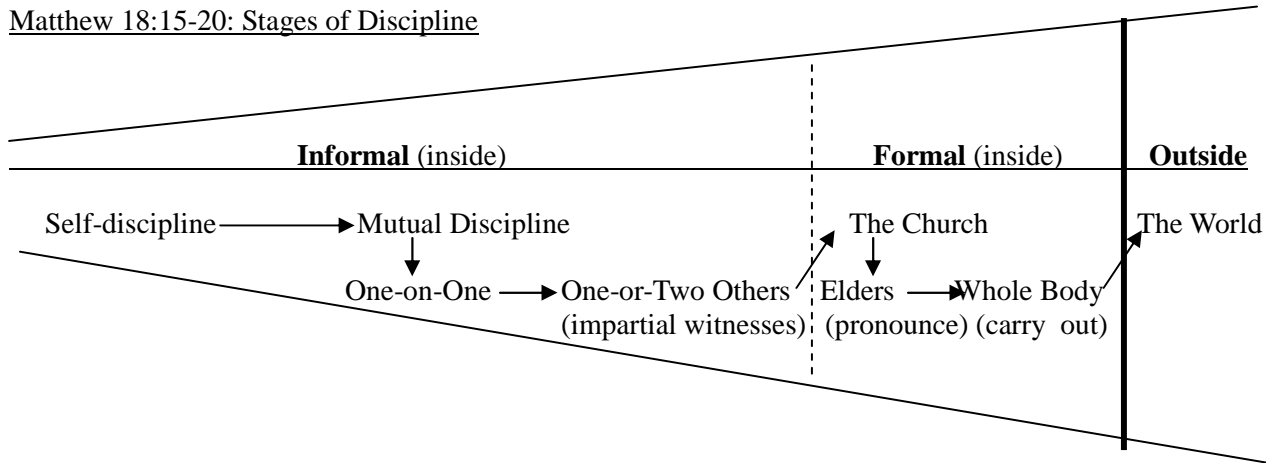 Matthew 18:15-20: Stages of Discipline
Informal (inside) Formal (inside) Outside
Self-discipline Mutual Discipline The Church The World
One-on-One One-or-Two Others Elders Whole Body
(impartial witnesses) (pronounce) (carry out)